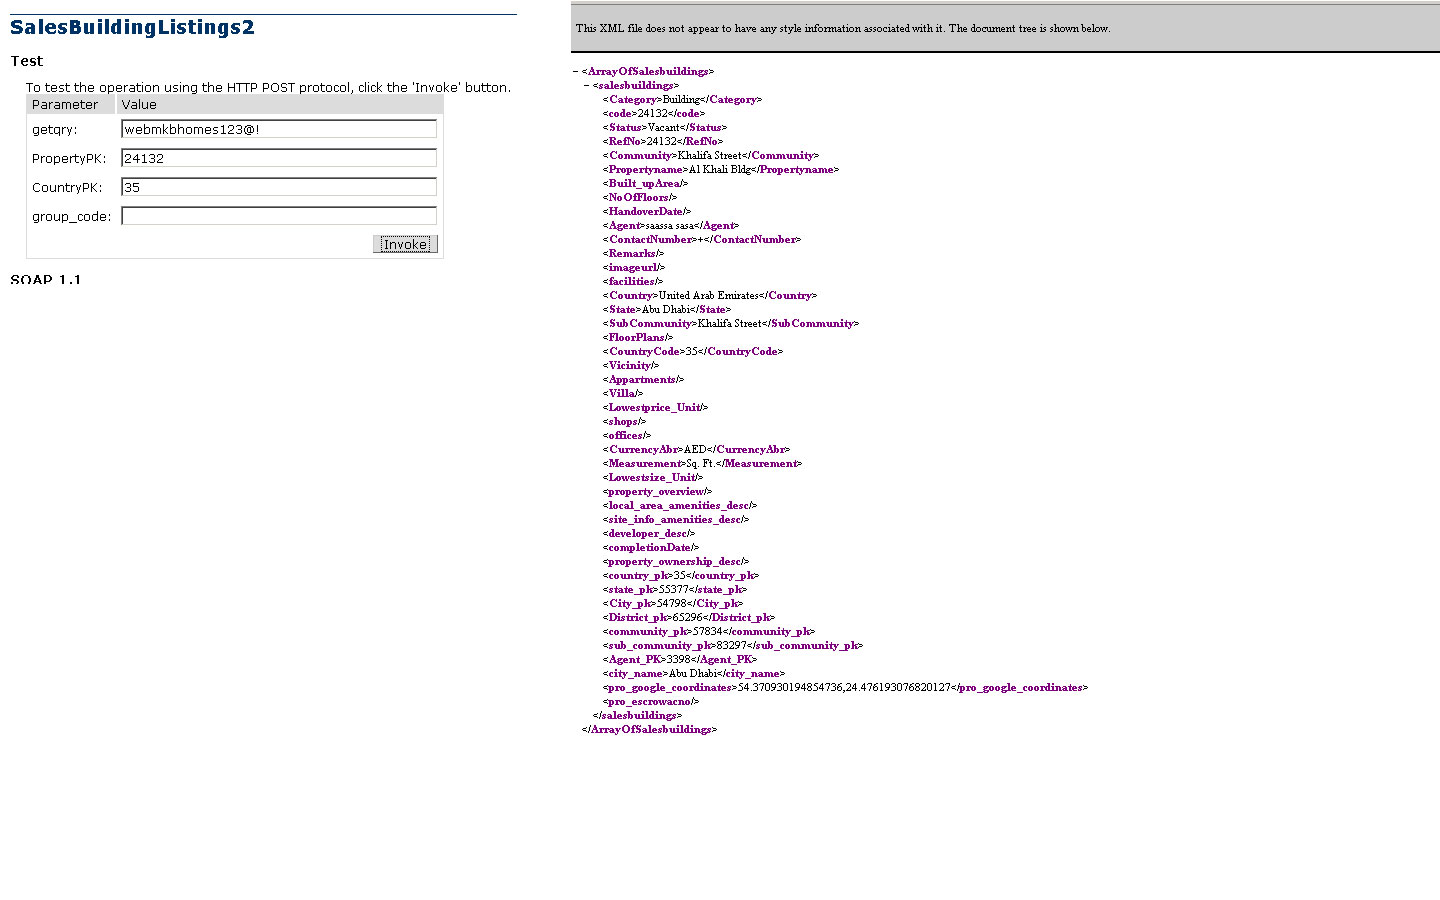 SalesBuildingListings2
Test
To test the operation using the HTTP POST protocol, click the 'Invoke' button.
Parameter Value
getqry: webmkbhomes123@!
PropertyPK: 24132
CountryPK: 35
group_code:
Invoke
SOAP 1.1
This XML file does not appear to have any style information associated with it. The document tree is shown below.
− <ArrayOfSalesbuildings>
− <salesbuildings>
<Category>Building</Category>
<code>24132</code>
<Status>Vacant</Status>
<RefNo>24132</RefNo>
<Community>Khalifa Street</Community>
<Propertyname>Al Khali Bldg</Propertyname>
<Built_upArea/>
<NoOfFloors/>
<HandoverDate/>
<Agent>saassa sasa</Agent>
<ContactNumber>+</ContactNumber>
<Remarks/>
<imageurl/>
<facilities/>
<Country>United Arab Emirates</Country>
<State>Abu Dhabi</State>
<SubCommunity>Khalifa Street</SubCommunity>
<FloorPlans/>
<CountryCode>35</CountryCode>
<Vicinity/>
<Appartments/>
<Villa/>
<Lowestprice_Unit/>
<shops/>
<offices/>
<CurrencyAbr>AED</CurrencyAbr>
<Measurement>Sq. Ft.</Measurement>
<Lowestsize_Unit/>
<property_overview/>
<local_area_amenities_desc/>
<site_info_amenities_desc/>
<developer_desc/>
<completionDate/>
<property_ownership_desc/>
<country_pk>35</country_pk>
<state_pk>55377</state_pk>
<City_pk>54798</City_pk>
<District_pk>65296</District_pk>
<community_pk>57834</community_pk>
<sub_community_pk>83297</sub_community_pk>
<Agent_PK>3398</Agent_PK>
<city_name>Abu Dhabi</city_name>
<pro_google_coordinates>54.370930194854736,24.476193076820127</pro_google_coordinates>
<pro_escrowacno/>
</salesbuildings>
</ArrayOfSalesbuildings>